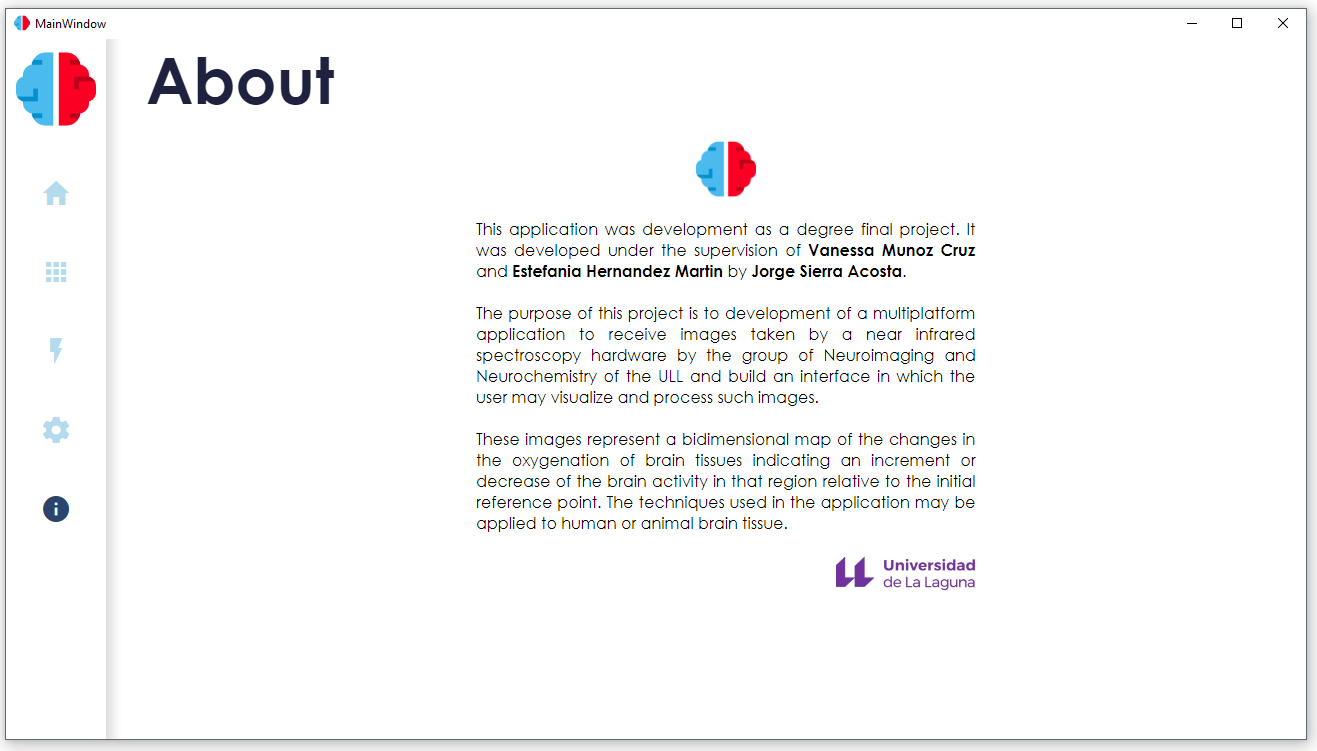 MainWindow
About
This application was development as a degree final project. It
was developed under the supervision of Vanessa Munoz Cruz
and Estefania Hernandez Martin by Jorge Sierra Acosta.
The purpose of this project is to development of a multiplatform
application to receive images taken by a near infrared
spectroscopy hardware by the group of Neuroimaging and
Neurochemistry of the ULL and build an interface in which the
user may visualize and process such images.
These images represent a bidimensional map of the changes in
the oxygenation of brain tissues indicating an increment or
decrease of the brain activity in that region relative to the initial
reference point. The techniques used in the application may be
applied to human or animal brain tissue.
Universidad
de La Laguna